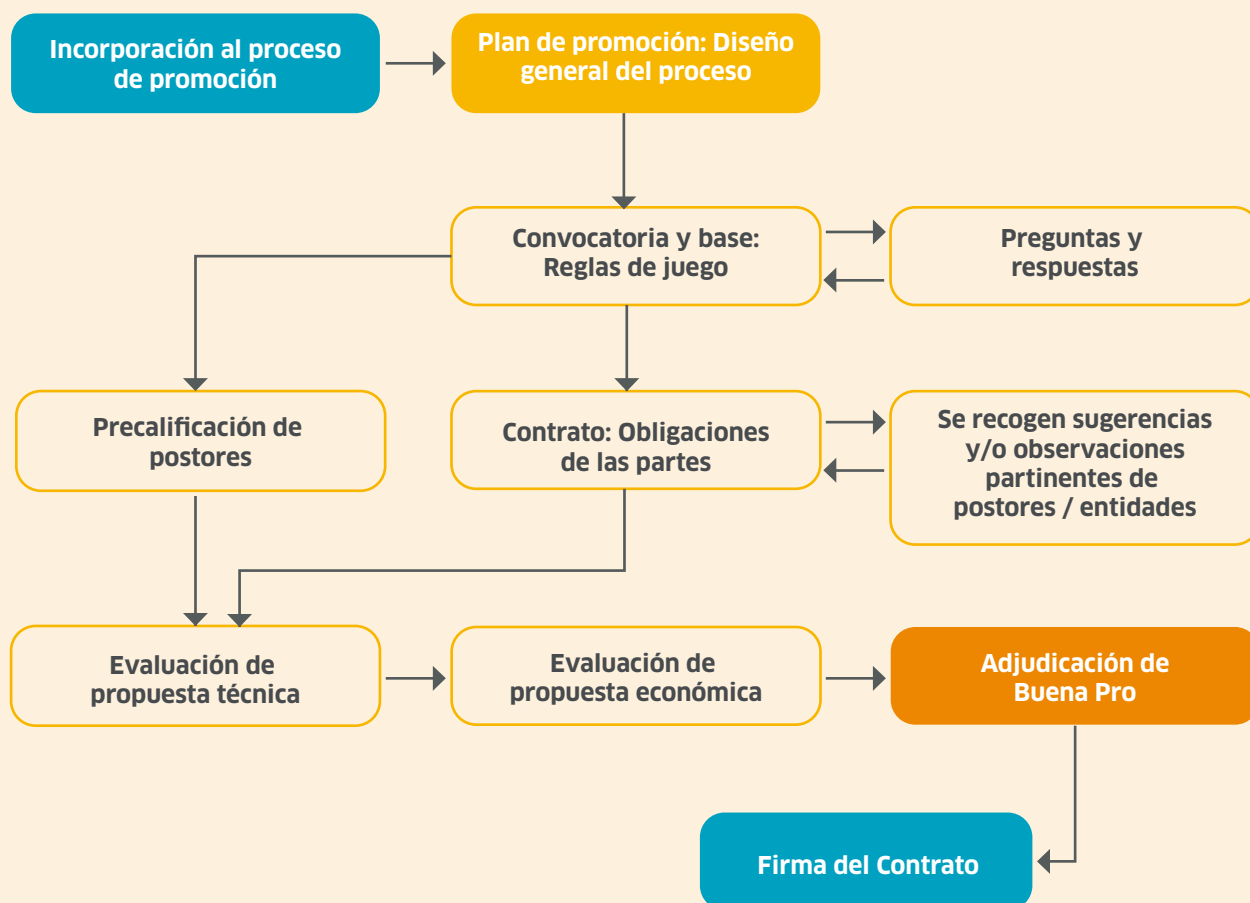 Incorporación al proceso
de promoción
Plan de promoción: Diseño
general del proceso
Convocatoria y base:
Reglas de juego
Preguntas y
respuestas
Precalificación de
postores
Contrato: Obligaciones
de las partes
Se recogen sugerencias
y/o observaciones
partinentes de
postores / entidades
Evaluación de
propuesta técnica
Evaluación de
propuesta económica
Adjudicación de
Buena Pro
Firma del Contrato